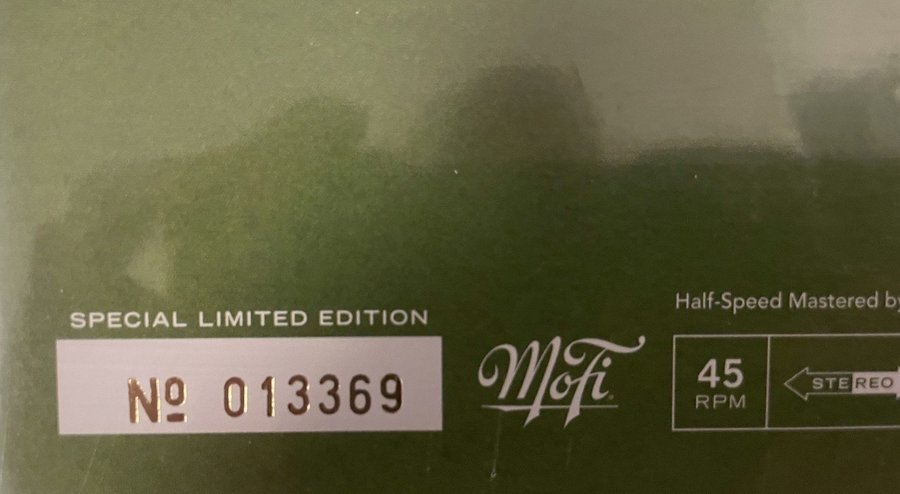 SPECIAL LIMITED EDITION
Nº 013369
MoFi
Half-Speed Mastered by
45
RPM
STEREO